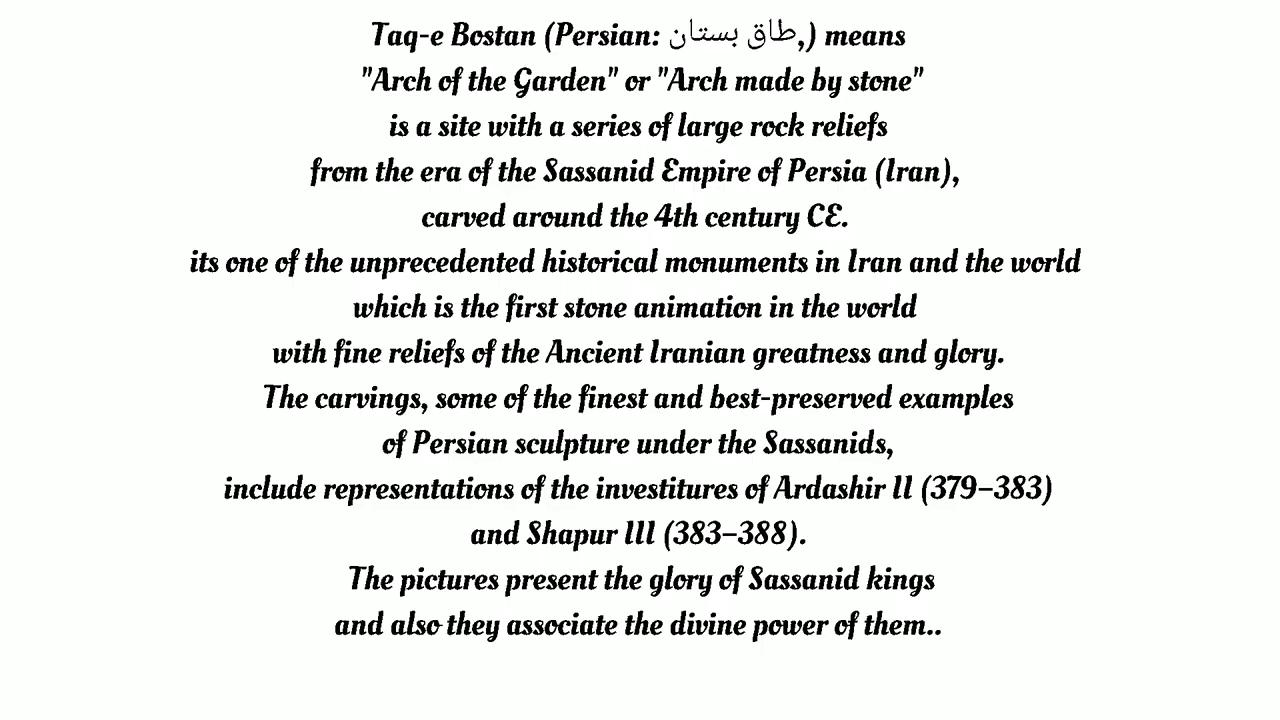 Taq-e Bostan (Persian: طاق بستان,) means
"Arch of the Garden" or "Arch made by stone"
is a site with a series of large rock reliefs
from the era of the Sassanid Empire of Persia (Iran),
carved around the 4th century CE.
its one of the unprecedented historical monuments in Iran and the world
which is the first stone animation in the world
with fine reliefs of the Ancient Iranian greatness and glory.
The carvings, some of the finest and best-preserved examples
of Persian sculpture under the Sassanids,
include representations of the investitures of Ardashir II (379–383)
and Shapur III (383–388).
The pictures present the glory of Sassanid kings
and also they associate the divine power of them..